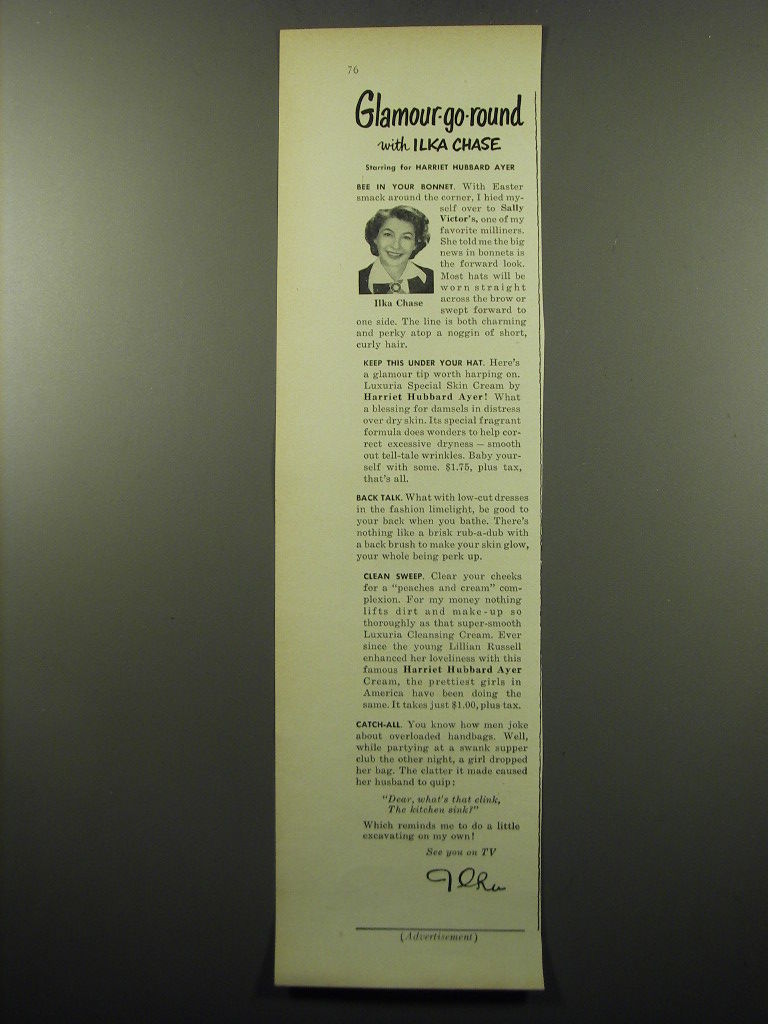 76
Glamour-go-round
with ILKA CHASE
Starring for HARRIET HUBBARD AYER
BEE IN YOUR BONNET. With Easter
smack around the corner, I hied my-
self over to Sally
Victor's, one of my
favorite milliners.
She told me the big
news in bonnets is
the forward look.
Most hats will be
worn straight
across the brow or
swept forward to
Ilka Chase
one side. The line is both charming
and perky atop a noggin of short,
curly hair.
KEEP THIS UNDER YOUR HAT. Here's
a glamour tip worth harping on.
Luxuria Special Skin Cream by
Harriet Hubbard Ayer! What
a blessing for damsels in distress
over dry skin. Its special fragrant
formula does wonders to help cor-
rect excessive dryness — smooth
out tell-tale wrinkles. Baby your-
self with some. $1.75, plus tax,
that's all.
BACK TALK. What with low-cut dresses
in the fashion limelight, be good to
your back when you bathe. There's
nothing like a brisk rub-a-dub with
a back brush to make your skin glow,
your whole being perk up.
CLEAN SWEEP. Clear your cheeks
for a "peaches and cream" com-
plexion. For my money nothing
lifts dirt and make-up so
thoroughly as that super-smooth
Luxuria Cleansing Cream. Ever
since the young Lillian Russell
enhanced her loveliness with this
famous Harriet Hubbard Ayer
Cream, the prettiest girls in
America have been doing the
same. It takes just $1.00, plus tax.
CATCH-ALL. You know how men joke
about overloaded handbags. Well,
while partying at a swank supper
club the other night, a girl dropped
her bag. The clatter it made caused
her husband to quip:
"Dear, what's that clink,
The kitchen sink?"
Which reminds me to do a little
excavating on my own!
See you on TV
Ilka
(Advertisement)